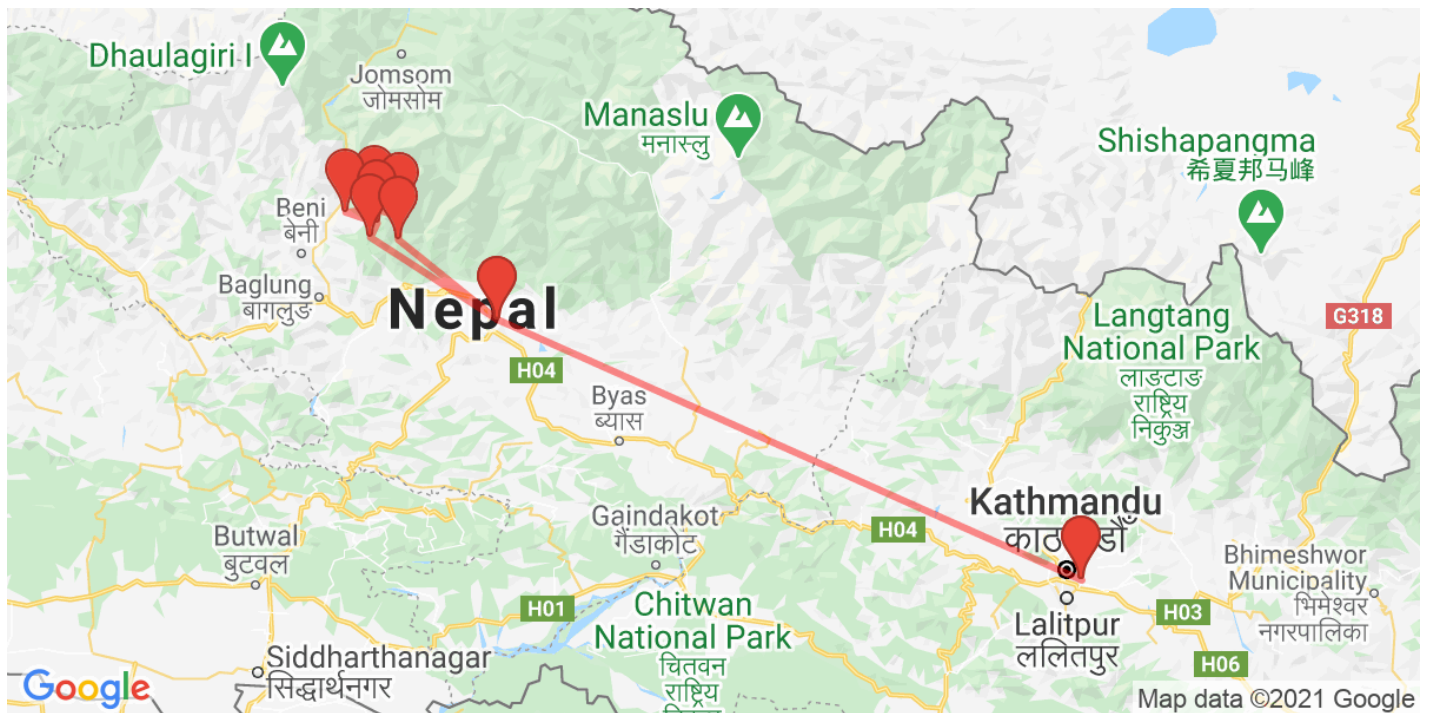 Dhaulagiri I
Jomsom
जोमसोम
Manaslu
मनास्लु
Shishapangma
希夏邦马峰
Beni
बेनी
Baglung
बागलुङ
Nepal
Langtang
National Park
लाङटाङ
राष्ट्रिय
निकुञ्ज
G318
H04
Byas
ब्यास
Kathmandu
H04
Gaindakot
गैंडाकोट
Butwal
बुटवल
Bhimeshwor
Municipality
भिमेश्वर
नगरपालिका
H01
Chitwan
National Park
चितवन
राष्ट्रिय
H03
Lalitpur
ललितपुर
H06
Siddharthanagar
सिद्धार्थनगर
Google
Map data ©2021 Google